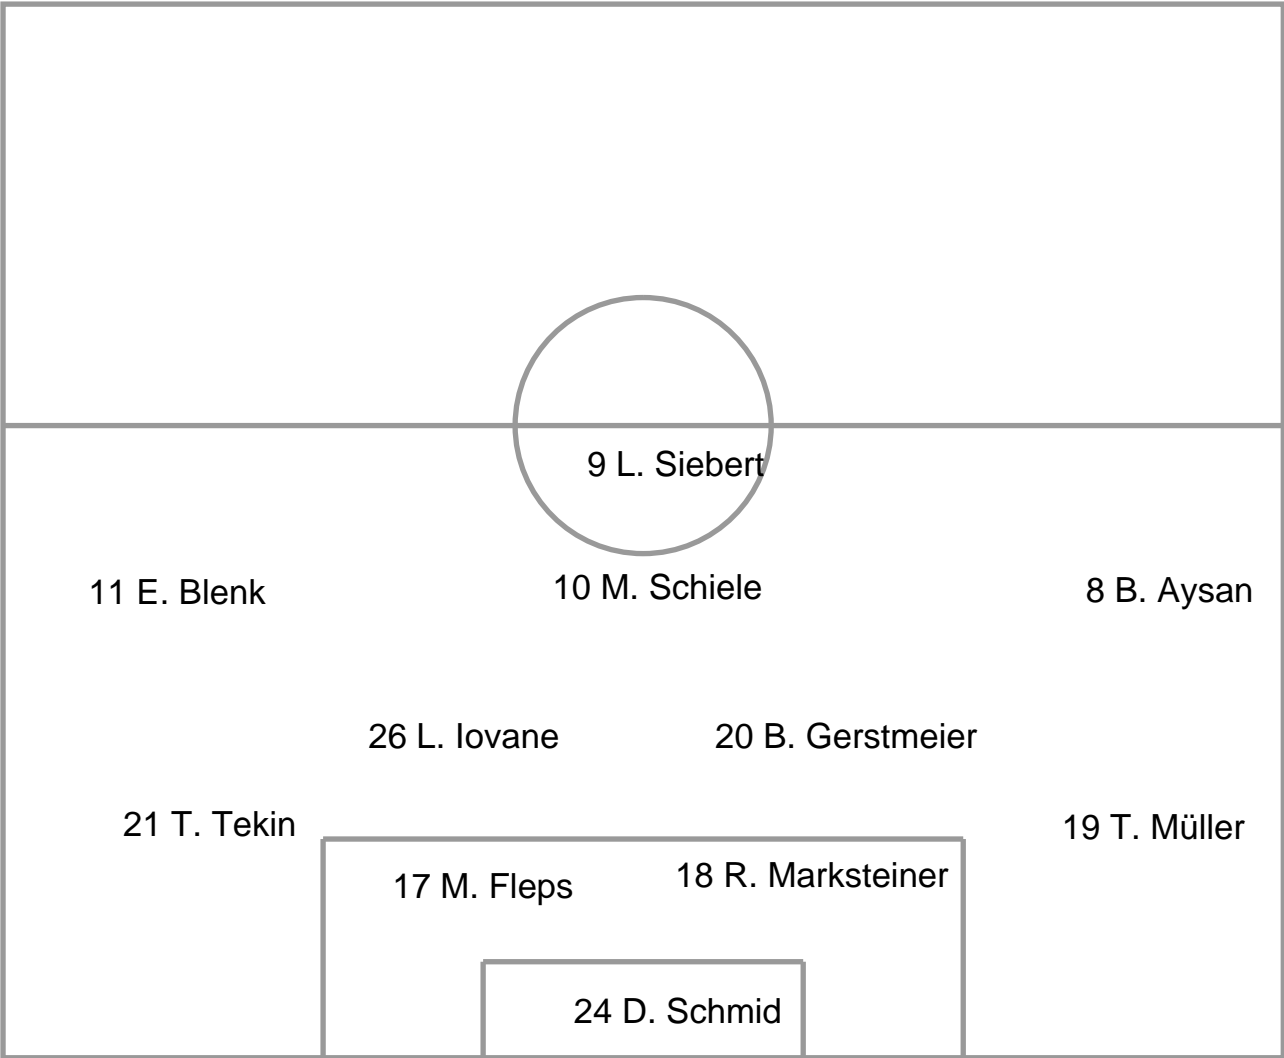 9 L. Siebert
11 E. Blenk
10 M. Schiele
8 B. Aysan
26 L. Iovane
20 B. Gerstmeier
21 T. Tekin
19 T. Müller
17 M. Fleps
18 R. Marksteiner
24 D. Schmid